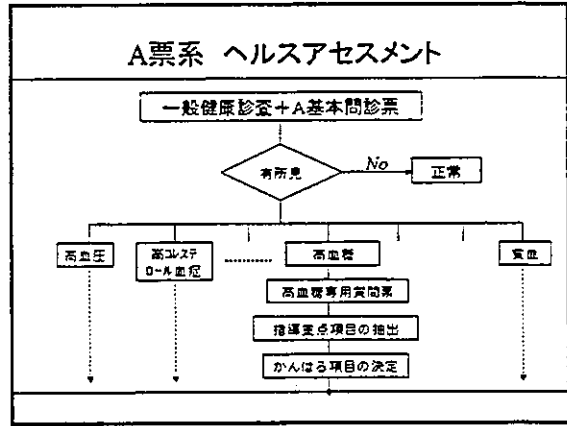 A票系 ヘルスアセスメント
一般健康診査＋A基本問診票
有所見
No
正常
高血圧
高コレステ
ロール血症
高血糖
貧血
高血糖専用質問票
指導重点項目の抽出
がんばる項目の決定